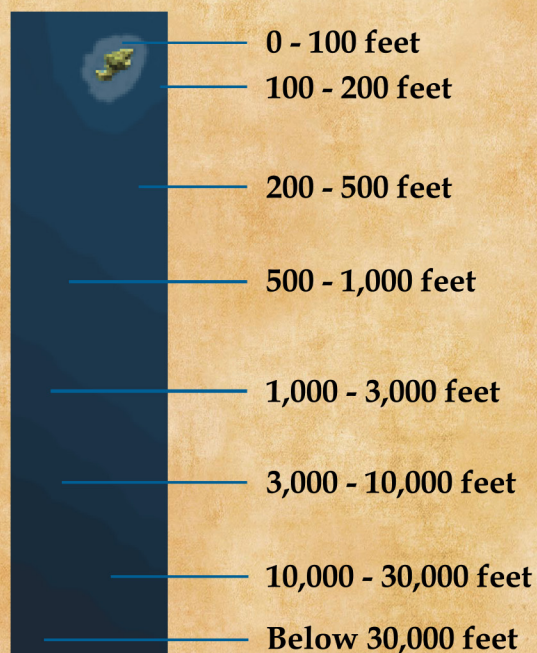 0 - 100 feet
100 - 200 feet
200 - 500 feet
500 - 1,000 feet
1,000 - 3,000 feet
3,000 - 10,000 feet
10,000 - 30,000 feet
Below 30,000 feet